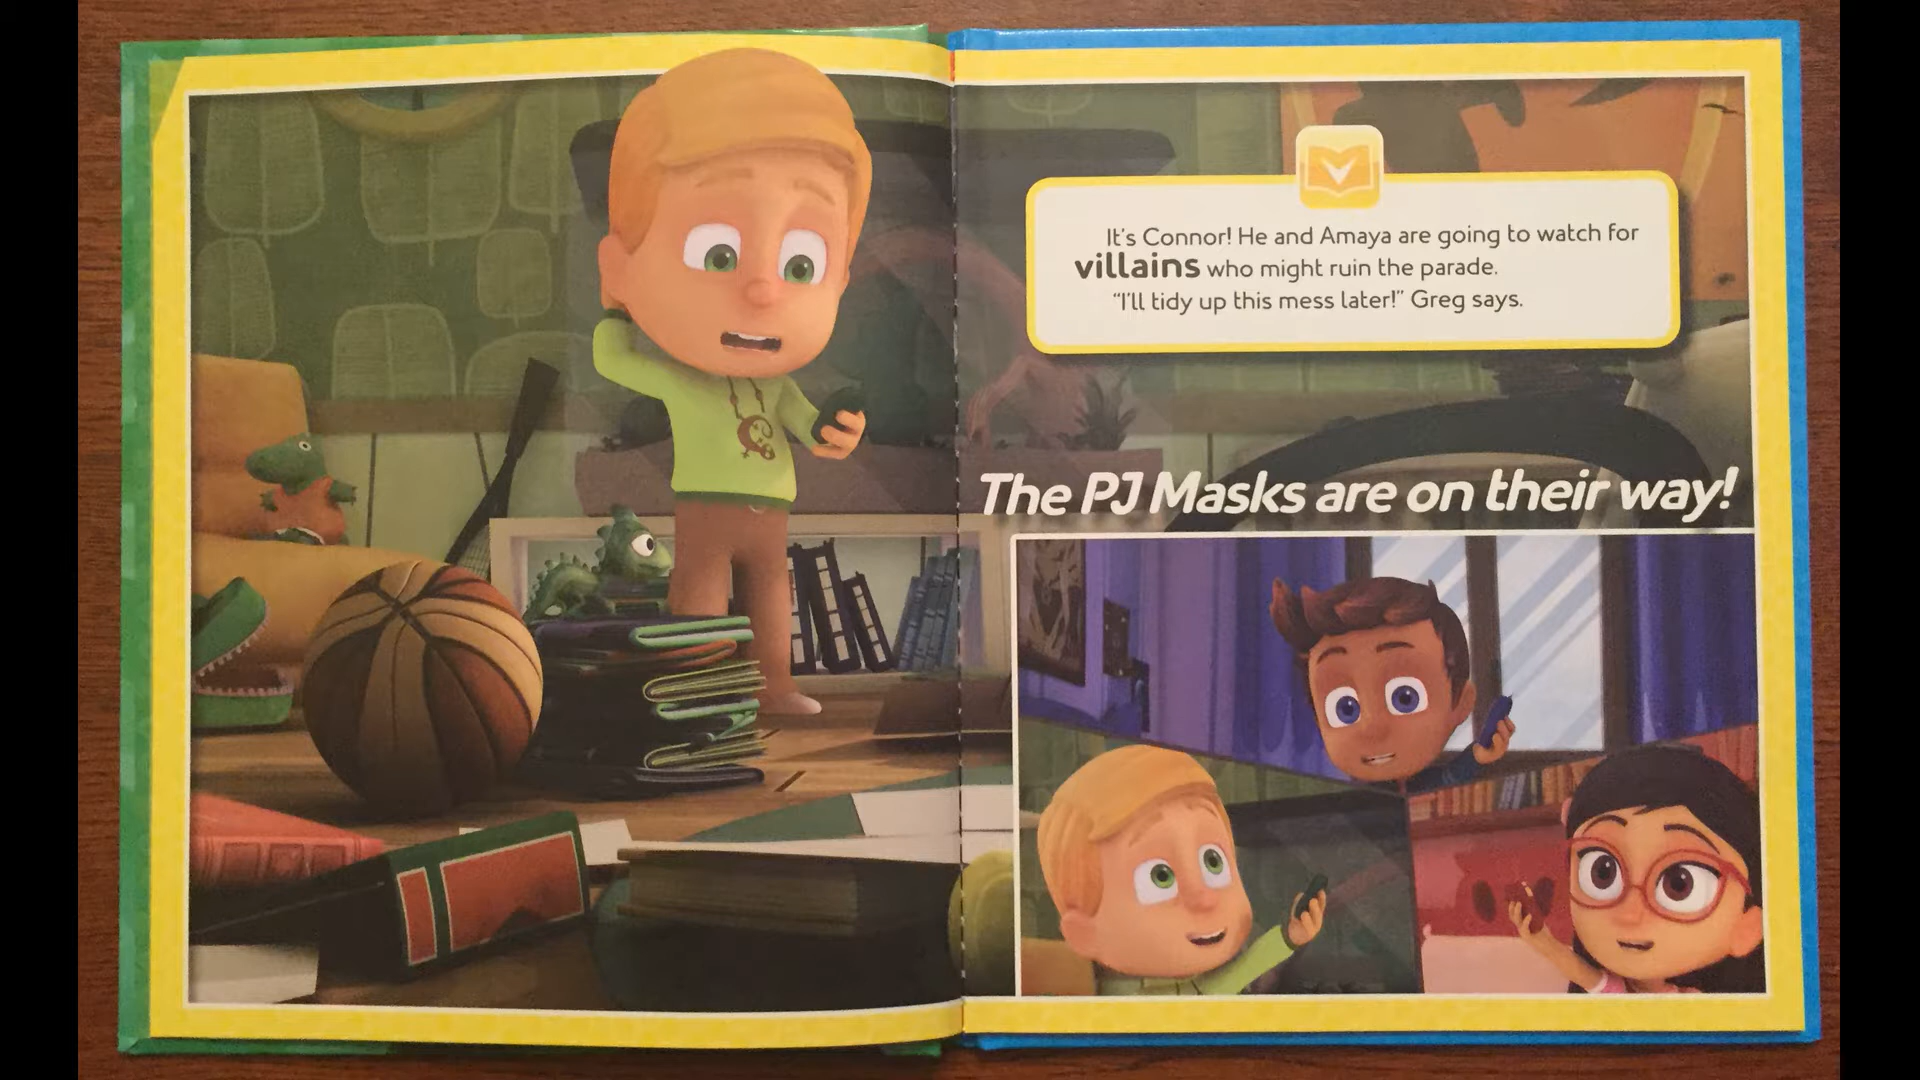 It's Connor! He and Amaya are going to watch for
villains who might ruin the parade.
"I'll tidy up this mess later!" Greg says.
The PJ Masks are on their way!